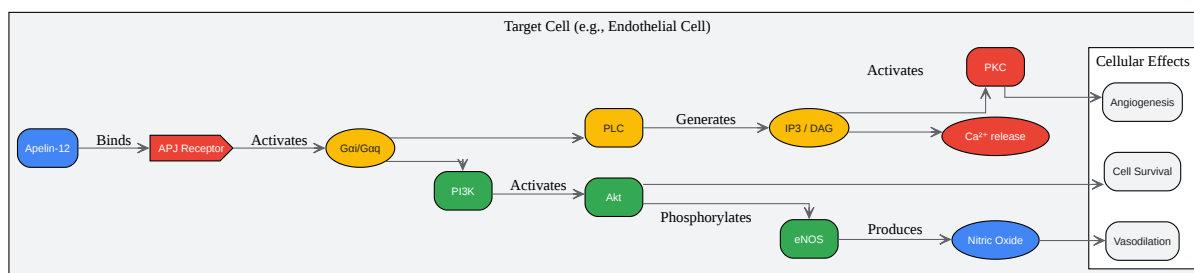 Target Cell (e.g., Endothelial Cell)
Cellular Effects
Apelin-12
Binds
APJ Receptor
Activates
Gαi/Gαq
PLC
Generates
IP3 / DAG
Activates
PKC
Ca²⁺ release
Angiogenesis
PI3K
Activates
Akt
Cell Survival
Phosphorylates
eNOS
Produces
Nitric Oxide
Vasodilation